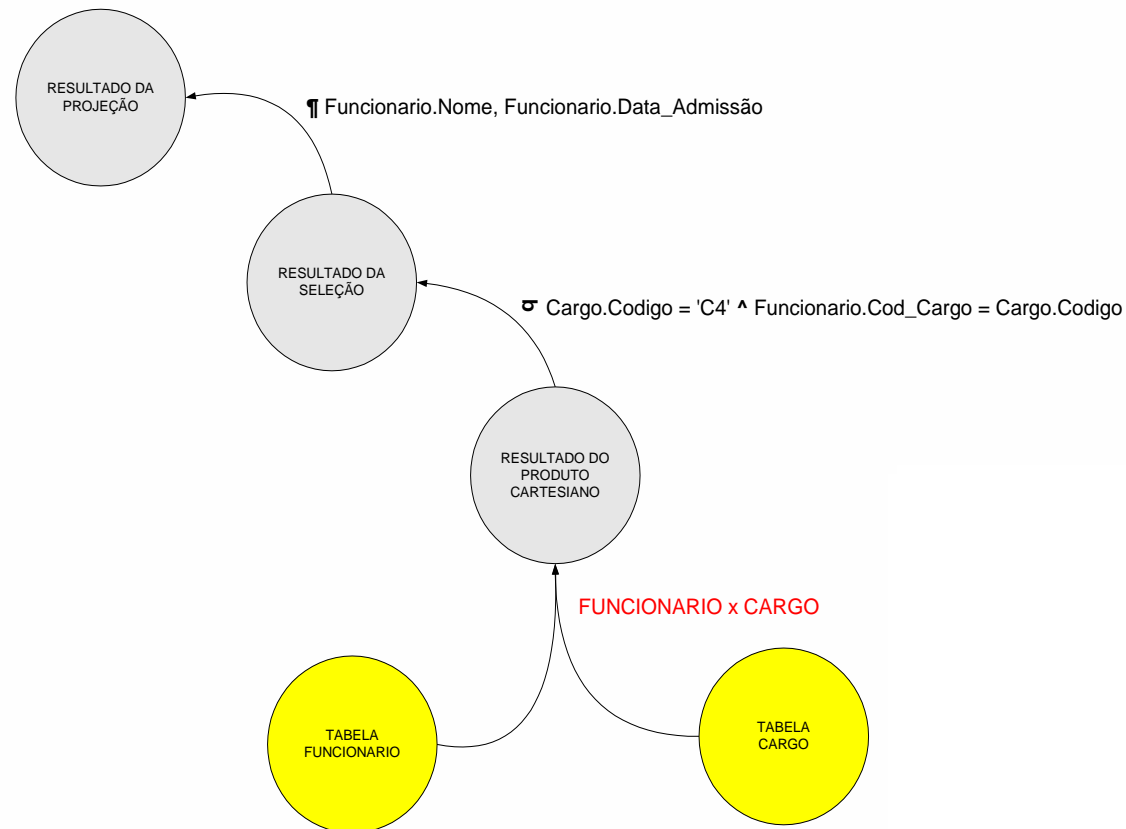 RESULTADO DA
PROJEÇÃO
¶ Funcionario.Nome, Funcionario.Data_Admissão
RESULTADO DA
SELEÇÃO
σ Cargo.Codigo = 'C4' ^ Funcionario.Cod_Cargo = Cargo.Codigo
RESULTADO DO
PRODUTO
CARTESIANO
FUNCIONARIO x CARGO
TABELA
FUNCIONARIO
TABELA
CARGO